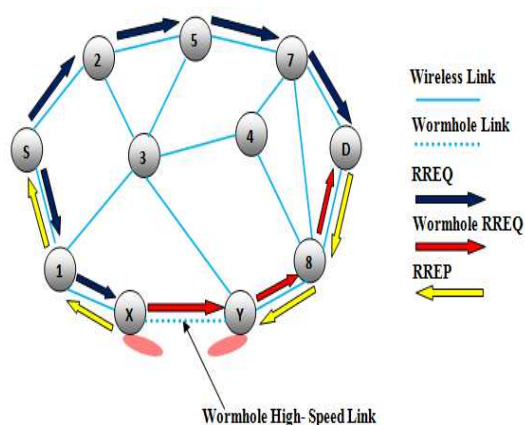 5
2
7
Wireless Link
Wormhole Link
S
3
4
D
RREQ
Wormhole RREQ
RREP
1
8
X
Y
Wormhole High- Speed Link